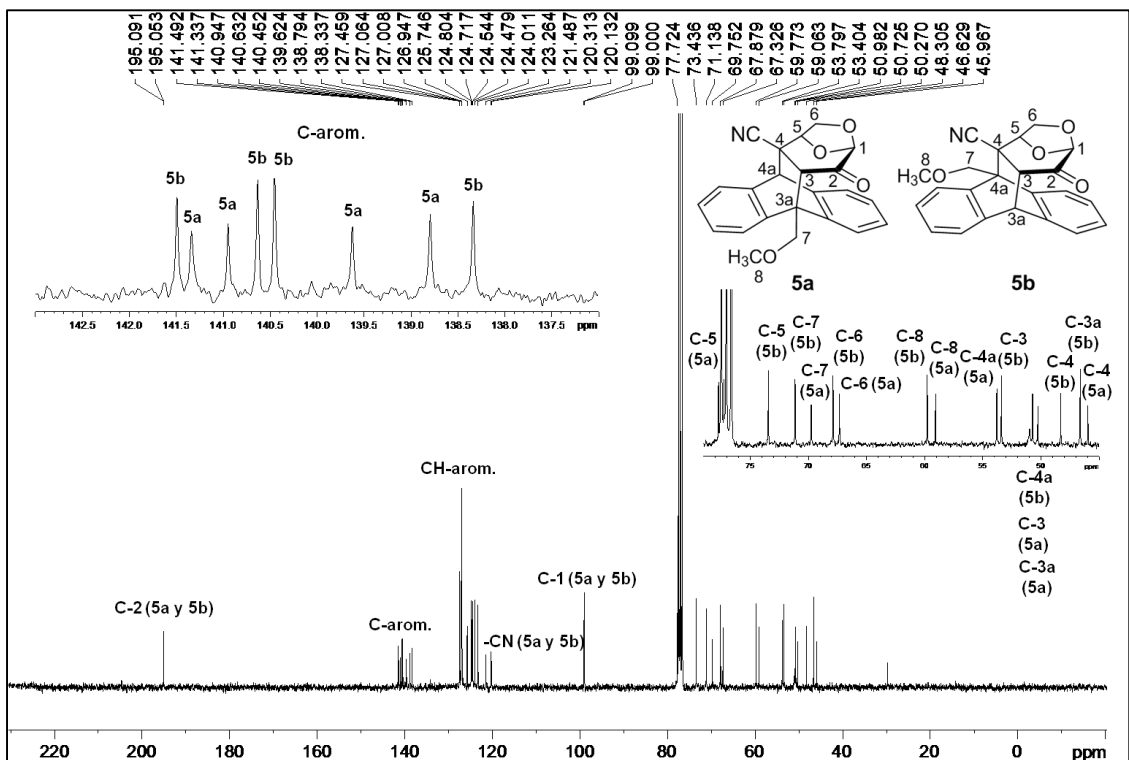 195.091
195.053
141.492
141.337
140.947
140.632
140.452
139.624
138.794
138.337
127.459
127.064
127.008
126.947
125.746
124.804
124.717
124.544
124.479
124.011
123.264
121.487
120.313
120.132
99.099
99.000
77.724
73.436
71.138
69.752
67.879
67.326
59.773
59.063
53.797
53.404
50.982
50.725
50.270
48.305
46.629
45.967
C-arom.
5b 5a 5a 5b 5b 5a 5a 5b
142.5 142.0 141.5 141.0 140.5 140.0 139.5 139.0 138.5 138.0 137.5 ppm
6
O
NC
5
4
O
1
4a
3
2
O
3a
7
H3CO
8
5a
6
O
NC
5
4
O
1
7
8
O
H3C
4a
3
2
O
3a
5b
C-5
(5a)
C-5
(5b)
C-7
(5b)
C-7
(5a)
C-6
(5b)
C-6 (5a)
C-8
(5b)
C-8
(5a)
C-4a
(5a)
C-3
(5b)
C-4
(5b)
C-3a
(5b)
C-4
(5a)
75 70 65 60 55 50 ppm
C-4a
(5b)
C-3
(5a)
C-3a
(5a)
CH-arom.
C-2 (5a y 5b)
C-arom.
-CN (5a y 5b)
C-1 (5a y 5b)
220 200 180 160 140 120 100 80 60 40 20 0 ppm